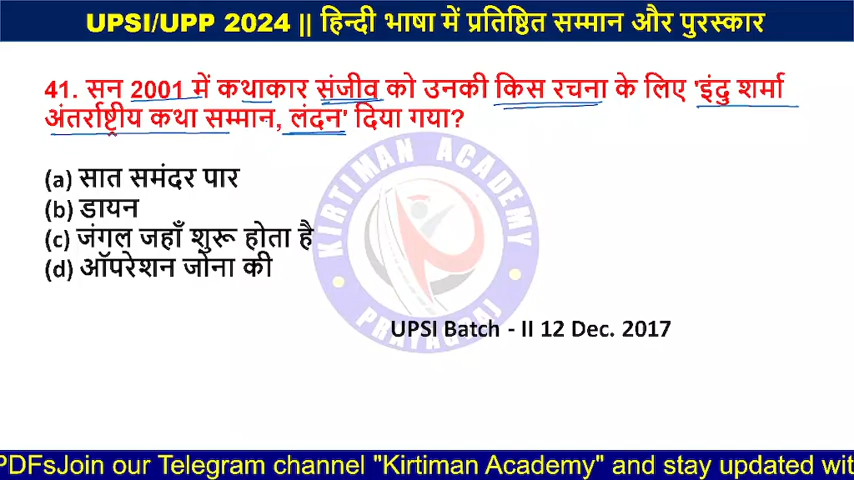 UPSI/UPP 2024 || हिन्दी भाषा में प्रतिष्ठित सम्मान और पुरस्कार
41. सन 2001 में कथाकार संजीव को उनकी किस रचना के लिए 'इंदु शर्मा
अंतर्राष्ट्रीय कथा सम्मान, लंदन' दिया गया?
(a) सात समंदर पार
(b) डायन
(c) जंगल जहाँ शुरू होता है
(d) ऑपरेशन जोना की
KIRTIMAN ACADEMY
PRAYAGRAJ
UPSI Batch - II 12 Dec. 2017
PDFsJoin our Telegram channel "Kirtiman Academy" and stay updated wit